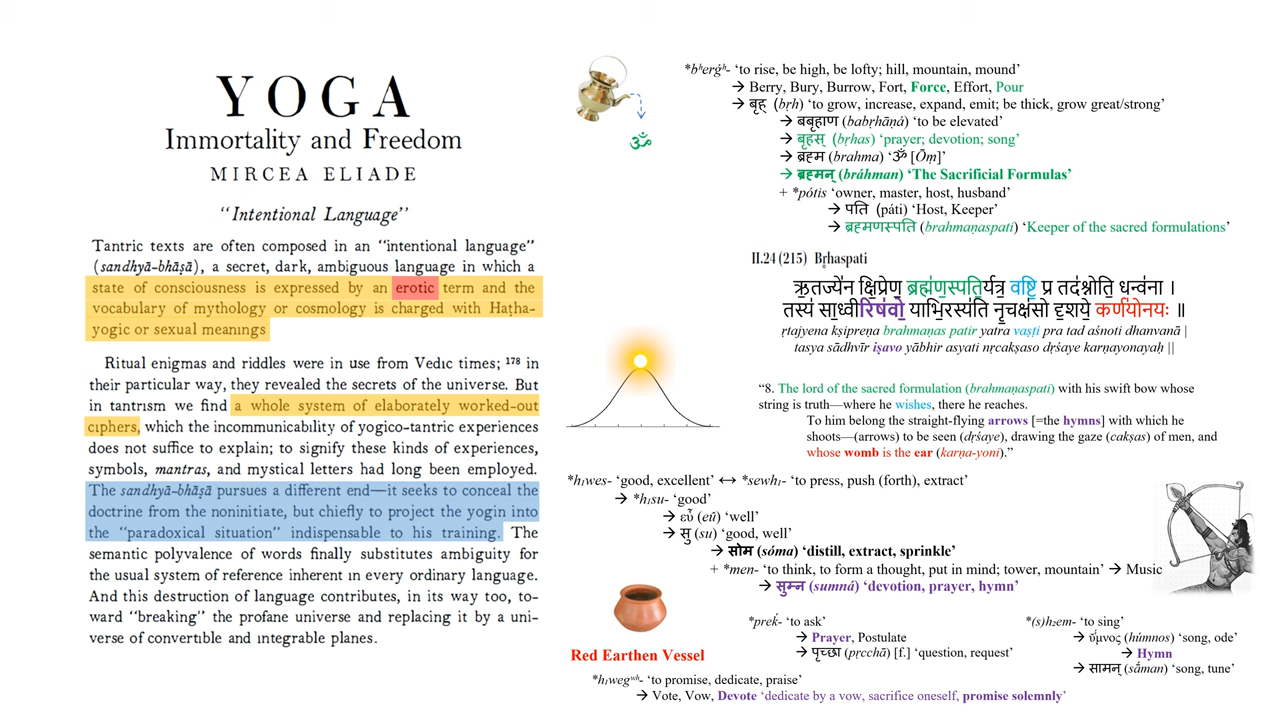 YOGA
Immortality and Freedom
MIRCEA ELIADE
"Intentional Language"
Tantric texts are often composed in an "intentional language"
(sandhyā-bhāṣā), a secret, dark, ambiguous language in which a
state of consciousness is expressed by an erotic term and the
vocabulary of mythology or cosmology is charged with Haṭha-
yogic or sexual meanings
Ritual enigmas and riddles were in use from Vedic times; 178 in
their particular way, they revealed the secrets of the universe. But
in tantrism we find a whole system of elaborately worked-out
ciphers, which the incommunicability of yogico-tantric experiences
does not suffice to explain; to signify these kinds of experiences,
symbols, mantras, and mystical letters had long been employed.
The sandhyā-bhāṣā pursues a different end—it seeks to conceal the
doctrine from the noninitiate, but chiefly to project the yogin into
the "paradoxical situation" indispensable to his training. The
semantic polyvalence of words finally substitutes ambiguity for
the usual system of reference inherent in every ordinary language.
And this destruction of language contributes, in its way too, to-
ward "breaking" the profane universe and replacing it by a uni-
verse of convertible and integrable planes.
ॐ
*bʰerǵʰ- ‘to rise, be high, be lofty; hill, mountain, mound’
→ Berry, Bury, Burrow, Fort, Force, Effort, Pour
→ बृह् (bṛh) ‘to grow, increase, expand, emit; be thick, grow great/strong’
→ बबृहाण (babṛhāṇá) ‘to be elevated’
→ बृहस् (bṛhas) ‘prayer; devotion; song’
→ ब्रह्म (brahma) ‘ॐ [Ōṃ]’
→ ब्रह्मन् (bráhman) ‘The Sacrificial Formulas’
+ *pótis ‘owner, master, host, husband’
→ पति (páti) ‘Host, Keeper’
→ ब्रह्मणस्पति (brahmaṇaspati) ‘Keeper of the sacred formulations’
II.24 (215) Bṛhaspati
ऋ॒तज्ये॑न क्षि॒प्रेण॒ ब्रह्म॑ण॒स्पति॒र्यत्र॒ वष्टि॒ प्र तद॑श्नोति॒ धन्व॑ना ।
तस्य॑ सा॒ध्वीरिष॑वो॒ याभि॒रस्य॑ति नृ॒चक्ष॑सो दृ॒शये॒ कर्ण॑योनयः ॥
ṛtajyena kṣipreṇa brahmaṇas patir yatra vaṣṭi pra tad aśnoti dhanvanā |
tasya sādhvīr iṣavo yābhir asyati nṛcakṣaso dṛśaye karṇayonayaḥ ||
“8. The lord of the sacred formulation (brahmaṇaspati) with his swift bow whose
string is truth—where he wishes, there he reaches.
To him belong the straight-flying arrows [=the hymns] with which he
shoots—(arrows) to be seen (dṛśaye), drawing the gaze (cakṣas) of men, and
whose womb is the ear (karṇa-yoni).”
*h₁wes- ‘good, excellent’ ↔ *sewh₁- ‘to press, push (forth), extract’
→ *h₁su- ‘good’
→ εὖ (eû) ‘well’
→ सु (su) ‘good, well’
→ सोम (sóma) ‘distill, extract, sprinkle’
+ *men- ‘to think, to form a thought, put in mind; tower, mountain’ → Music
→ सुम्न (sumná) ‘devotion, prayer, hymn’
Red Earthen Vessel
*preḱ- ‘to ask’
→ Prayer, Postulate
→ पृच्छा (pṛcchā) [f.] ‘question, request’
*(s)h₂em- ‘to sing’
→ ὕμνος (húmnos) ‘song, ode’
→ Hymn
→ सामन् (sā́man) ‘song, tune’
*h₁wegʷʰ- ‘to promise, dedicate, praise’
→ Vote, Vow, Devote ‘dedicate by a vow, sacrifice oneself, promise solemnly’